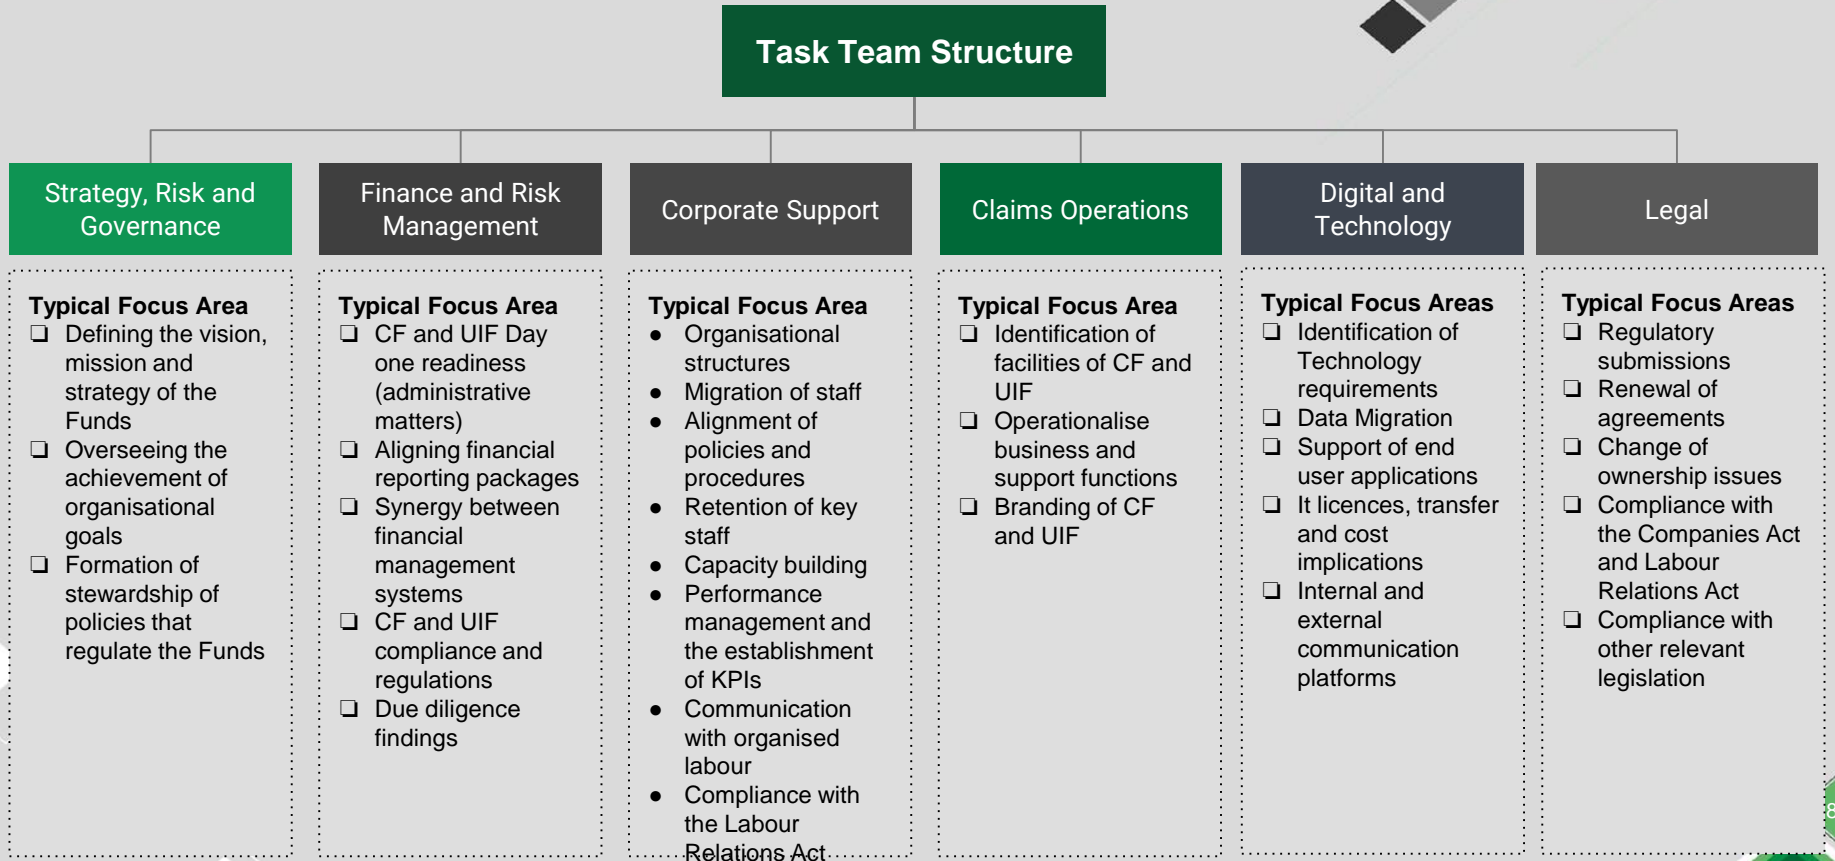 Task Team Structure
Strategy, Risk and
Governance
Typical Focus Area
❏ Defining the vision,
mission and
strategy of the
Funds
❏ Overseeing the
achievement of
organisational
goals
❏ Formation of
stewardship of
policies that
regulate the Funds
Finance and Risk
Management
Typical Focus Area
❏ CF and UIF Day
one readiness
(administrative
matters)
❏ Aligning financial
reporting packages
❏ Synergy between
financial
management
systems
❏ CF and UIF
compliance and
regulations
❏ Due diligence
findings
Corporate Support
Typical Focus Area
● Organisational
structures
● Migration of staff
● Alignment of
policies and
procedures
● Retention of key
staff
● Capacity building
● Performance
management and
the establishment
of KPIs
● Communication
with organised
labour
● Compliance with
the Labour
Relations Act
Claims Operations
Typical Focus Area
❏ Identification of
facilities of CF and
UIF
❏ Operationalise
business and
support functions
❏ Branding of CF
and UIF
Digital and
Technology
Typical Focus Areas
❏ Identification of
Technology
requirements
❏ Data Migration
❏ Support of end
user applications
❏ It licences, transfer
and cost
implications
❏ Internal and
external
communication
platforms
Legal
Typical Focus Areas
❏ Regulatory
submissions
❏ Renewal of
agreements
❏ Change of
ownership issues
❏ Compliance with
the Companies Act
and Labour
Relations Act
❏ Compliance with
other relevant
legislation
8